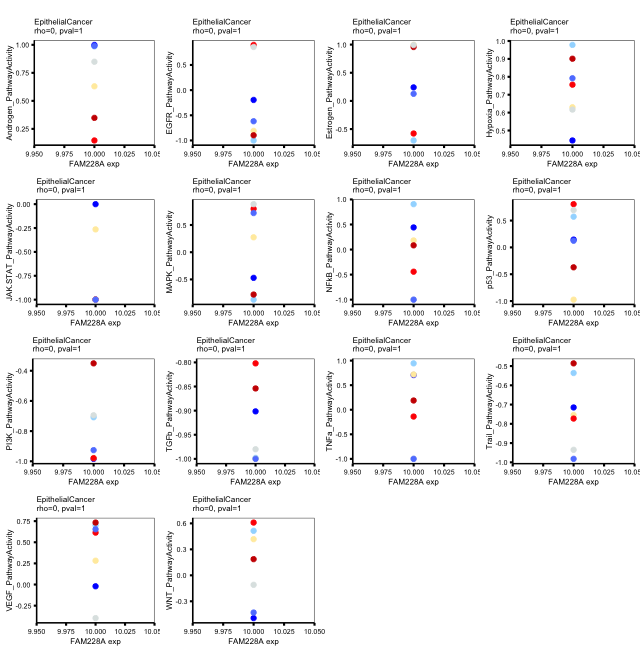 EpithelialCancer
rho=0, pval=1
Androgen_PathwayActivity
1.00
0.75
0.50
0.25
9.950 9.975 10.000 10.025 10.05
FAM228A exp
EpithelialCancer
rho=0, pval=1
EGFR_PathwayActivity
0.5
0.0
-0.5
-1.0
9.950 9.975 10.000 10.025 10.05
FAM228A exp
EpithelialCancer
rho=0, pval=1
Estrogen_PathwayActivity
1.0
0.5
0.0
-0.5
9.950 9.975 10.000 10.025 10.05
FAM228A exp
EpithelialCancer
rho=0, pval=1
Hypoxia_PathwayActivity
1.0
0.9
0.8
0.7
0.6
0.5
9.950 9.975 10.000 10.025 10.05
FAM228A exp
EpithelialCancer
rho=0, pval=1
JAK.STAT_PathwayActivity
0.00
-0.25
-0.50
-0.75
-1.00
9.950 9.975 10.000 10.025 10.05
FAM228A exp
EpithelialCancer
rho=0, pval=1
MAPK_PathwayActivity
0.5
0.0
-0.5
9.950 9.975 10.000 10.025 10.05
FAM228A exp
EpithelialCancer
rho=0, pval=1
NFkB_PathwayActivity
1.0
0.5
0.0
-0.5
-1.0
9.950 9.975 10.000 10.025 10.05
FAM228A exp
EpithelialCancer
rho=0, pval=1
p53_PathwayActivity
0.5
0.0
-0.5
-1.0
9.950 9.975 10.000 10.025 10.05
FAM228A exp
EpithelialCancer
rho=0, pval=1
PI3K_PathwayActivity
-0.4
-0.6
-0.8
-1.0
9.950 9.975 10.000 10.025 10.05
FAM228A exp
EpithelialCancer
rho=0, pval=1
TGFb_PathwayActivity
-0.80
-0.85
-0.90
-0.95
-1.00
9.950 9.975 10.000 10.025 10.05
FAM228A exp
EpithelialCancer
rho=0, pval=1
TNFa_PathwayActivity
1.0
0.5
0.0
-0.5
-1.0
9.950 9.975 10.000 10.025 10.05
FAM228A exp
EpithelialCancer
rho=0, pval=1
Trail_PathwayActivity
-0.5
-0.6
-0.7
-0.8
-0.9
-1.0
9.950 9.975 10.000 10.025 10.05
FAM228A exp
EpithelialCancer
rho=0, pval=1
VEGF_PathwayActivity
0.75
0.50
0.25
0.00
-0.25
9.950 9.975 10.000 10.025 10.05
FAM228A exp
EpithelialCancer
rho=0, pval=1
WNT_PathwayActivity
0.6
0.3
0.0
-0.3
9.950 9.975 10.000 10.025 10.050
FAM228A exp